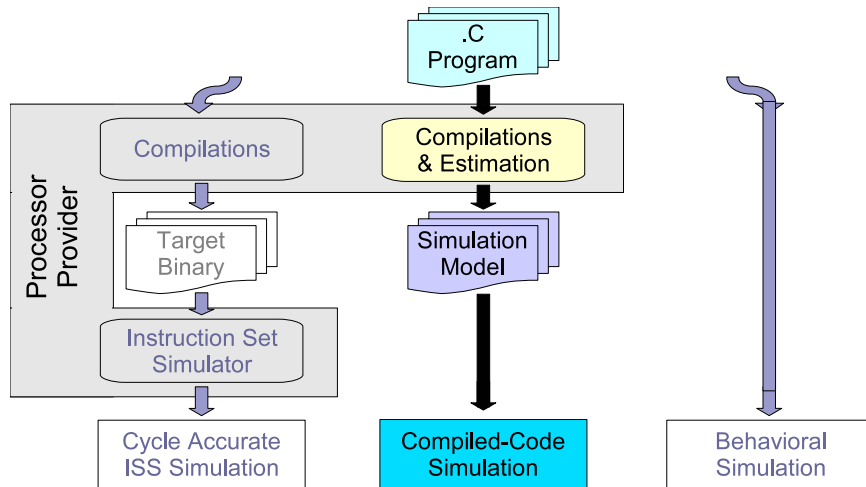 .C
Program
Compilations
Compilations
& Estimation
Processor
Provider
Target
Binary
Simulation
Model
Instruction Set
Simulator
Cycle Accurate
ISS Simulation
Compiled-Code
Simulation
Behavioral
Simulation